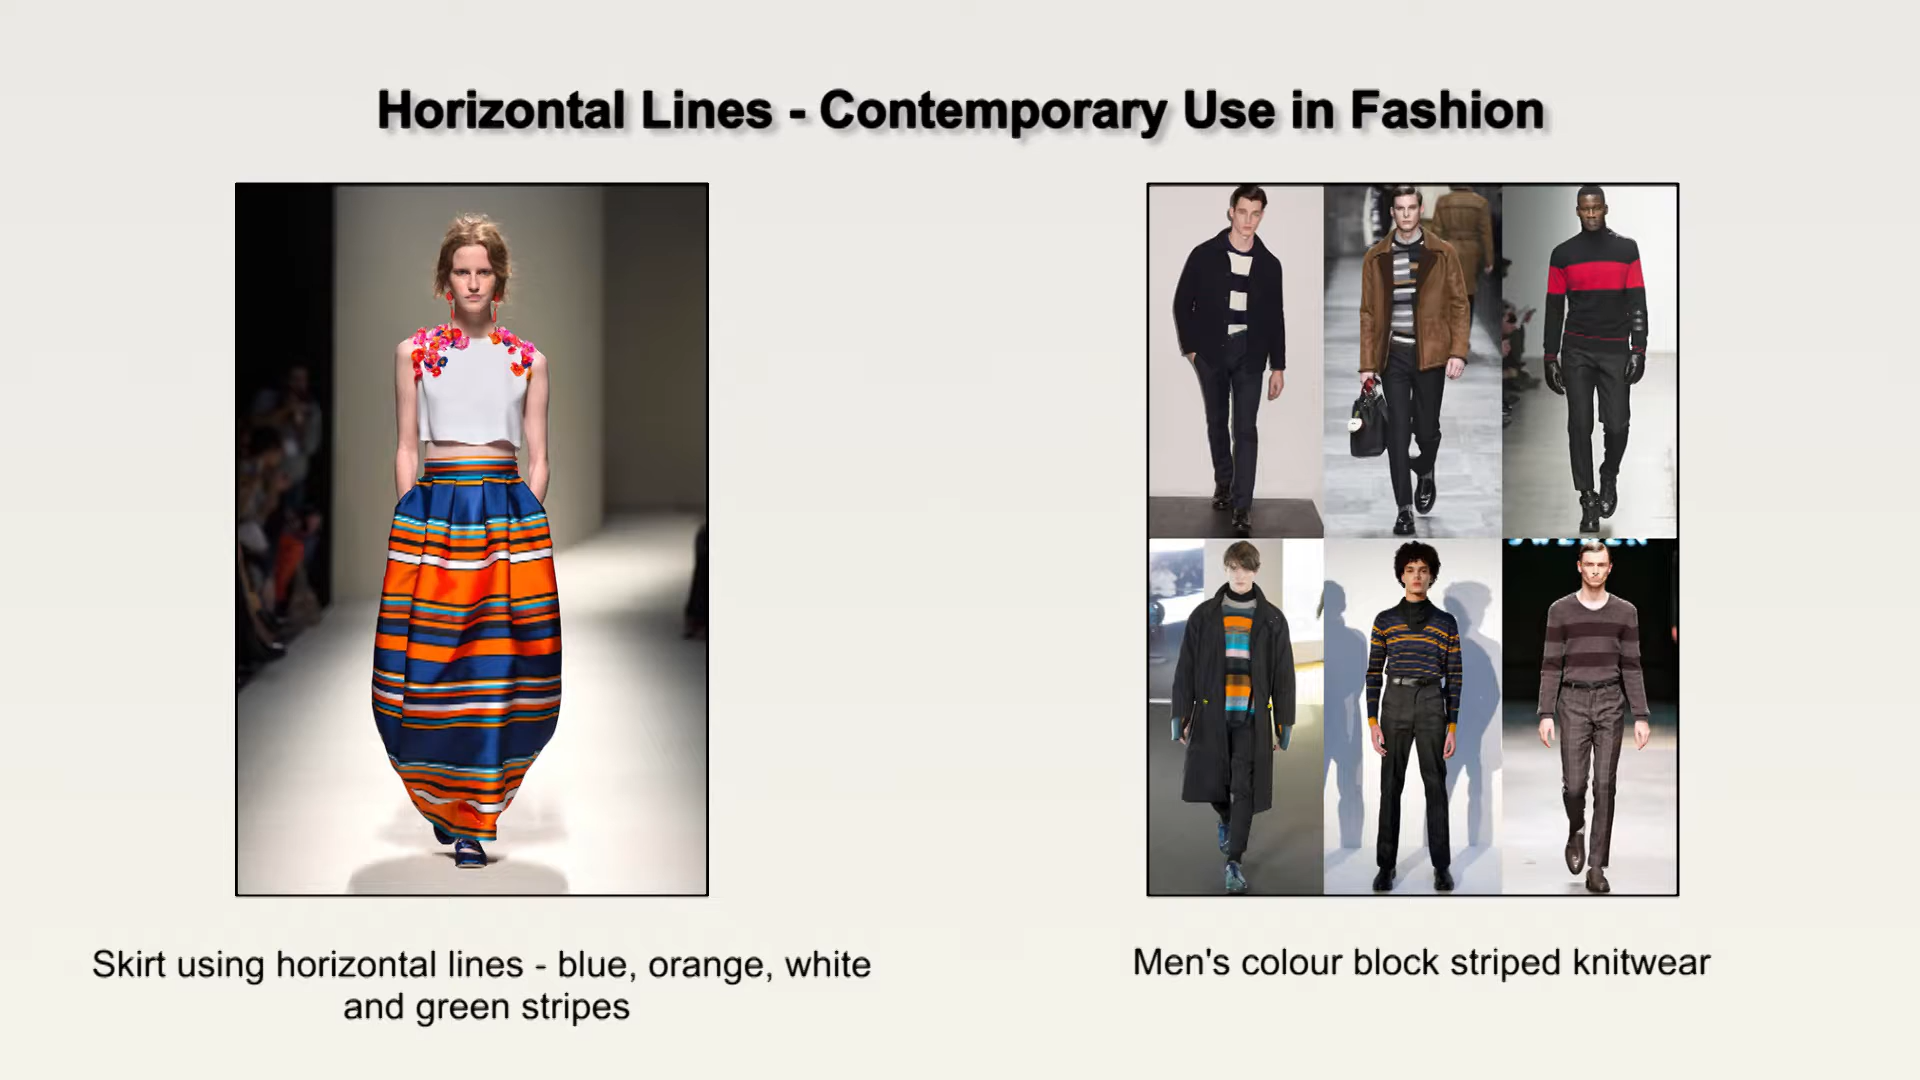 Horizontal Lines - Contemporary Use in Fashion
Skirt using horizontal lines - blue, orange, white
and green stripes
Men's colour block striped knitwear